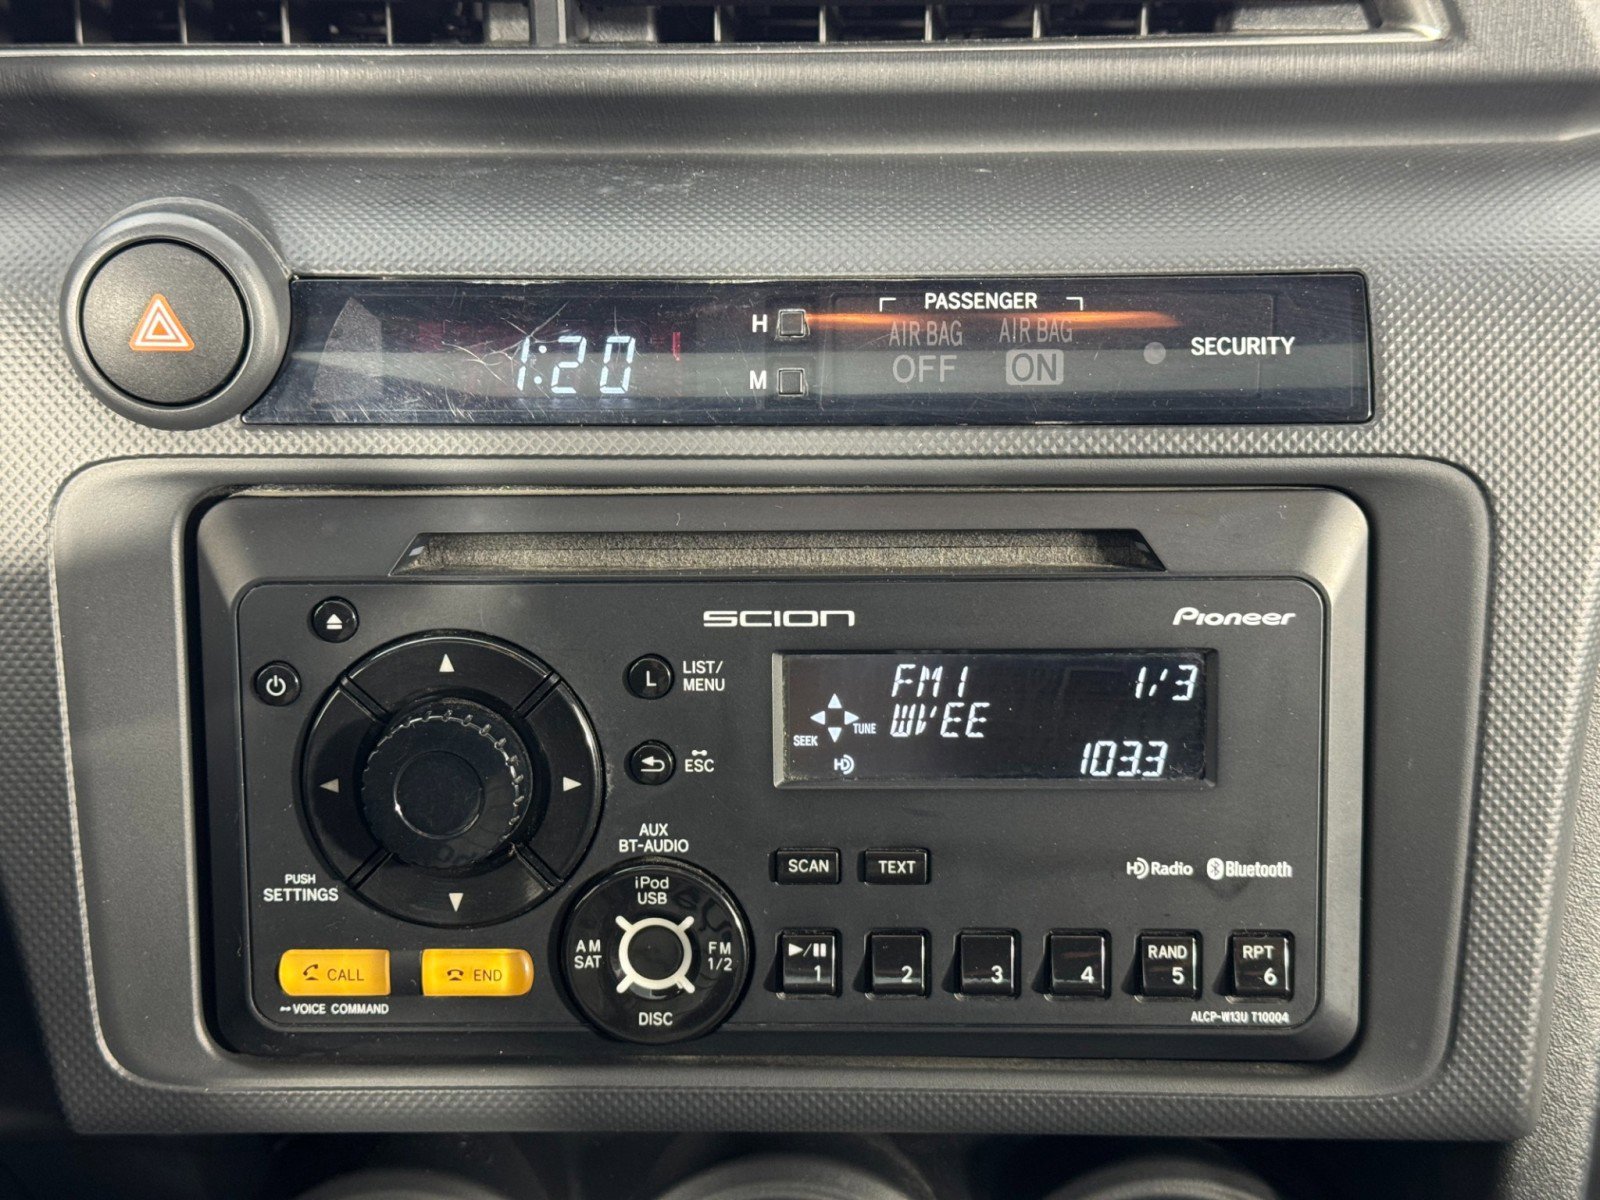 1:20
H
M
PASSENGER
AIR BAG
OFF
AIR BAG
ON
SECURITY
SCION
Pioneer
L
LIST/
MENU
ESC
FM1 1/3
WVEE
SEEK
TUNE
HD
103.3
PUSH
SETTINGS
AUX
BT-AUDIO
iPod
USB
AM
SAT
FM
1/2
DISC
SCAN
TEXT
HD Radio
Bluetooth
CALL
END
VOICE COMMAND
1
2
3
4
RAND
5
RPT
6
ALCP-W13U T10004